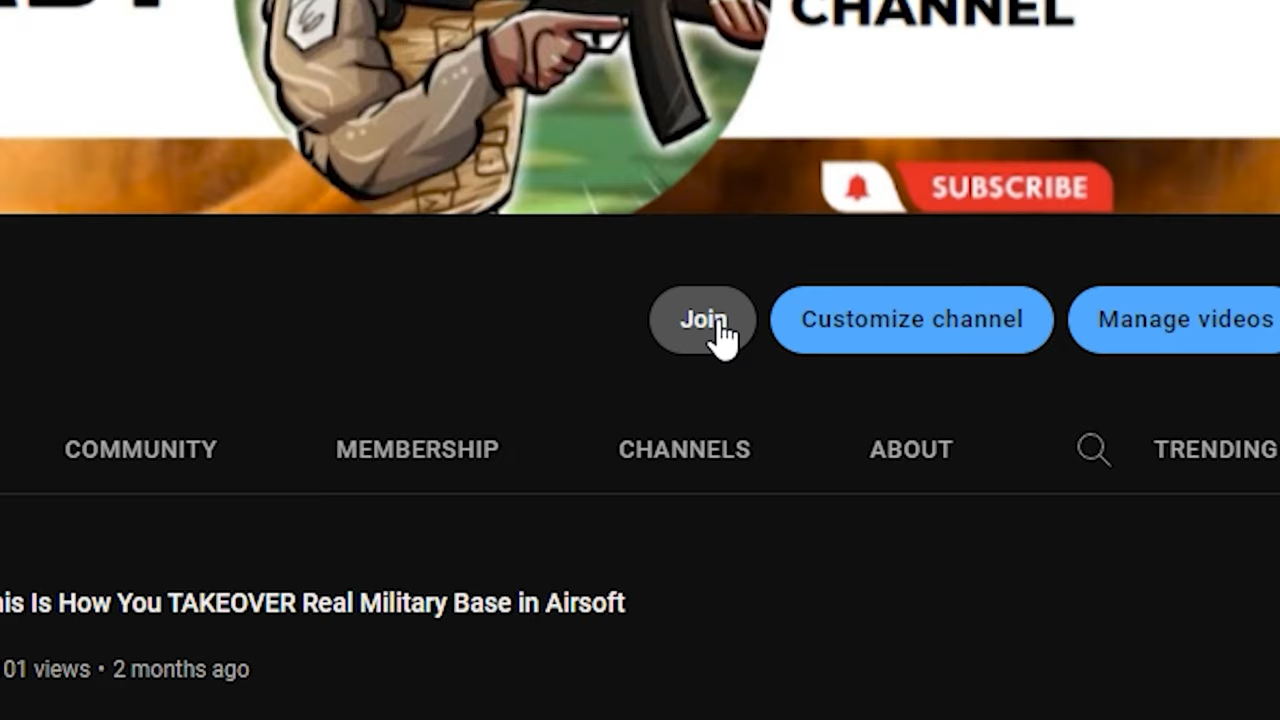 CHANNEL
SUBSCRIBE
Join
Customize channel
Manage videos
COMMUNITY
MEMBERSHIP
CHANNELS
ABOUT
TRENDING
Is How You TAKEOVER Real Military Base in Airsoft
01 views • 2 months ago